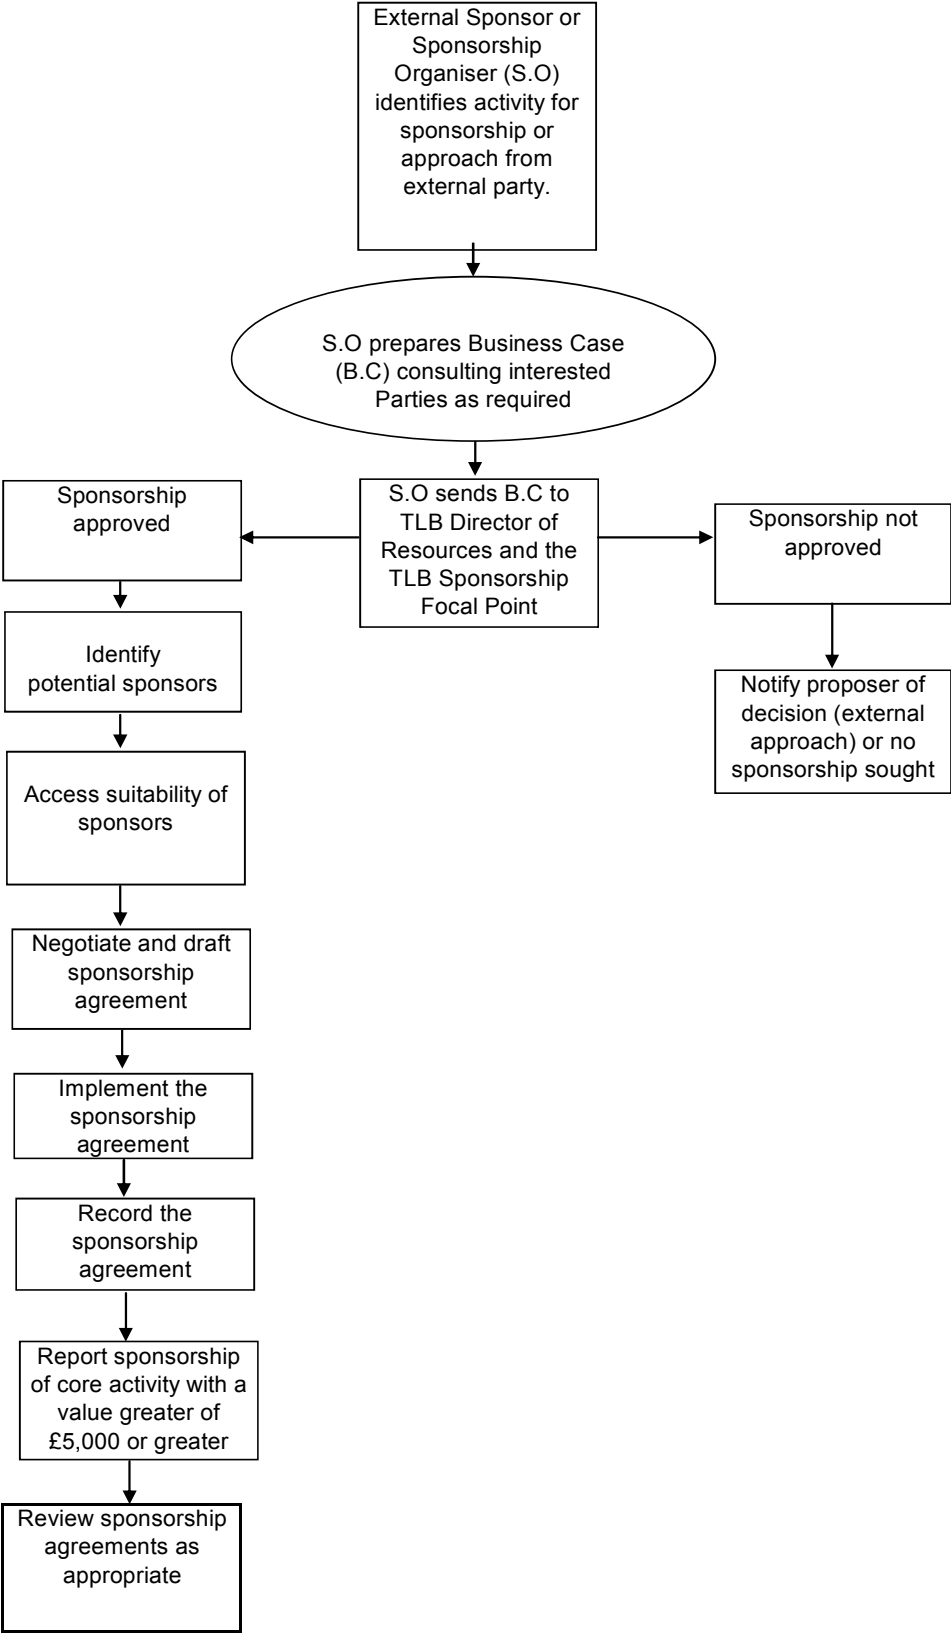 External Sponsor or
Sponsorship
Organiser (S.O)
identifies activity for
sponsorship or
approach from
external party.
S.O prepares Business Case
(B.C) consulting interested
Parties as required
Sponsorship
approved
S.O sends B.C to
TLB Director of
Resources and the
TLB Sponsorship
Focal Point
Sponsorship not
approved
Identify
potential sponsors
Notify proposer of
decision (external
approach) or no
sponsorship sought
Access suitability of
sponsors
Negotiate and draft
sponsorship
agreement
Implement the
sponsorship
agreement
Record the
sponsorship
agreement
Report sponsorship
of core activity with a
value greater of
£5,000 or greater
Review sponsorship
agreements as
appropriate